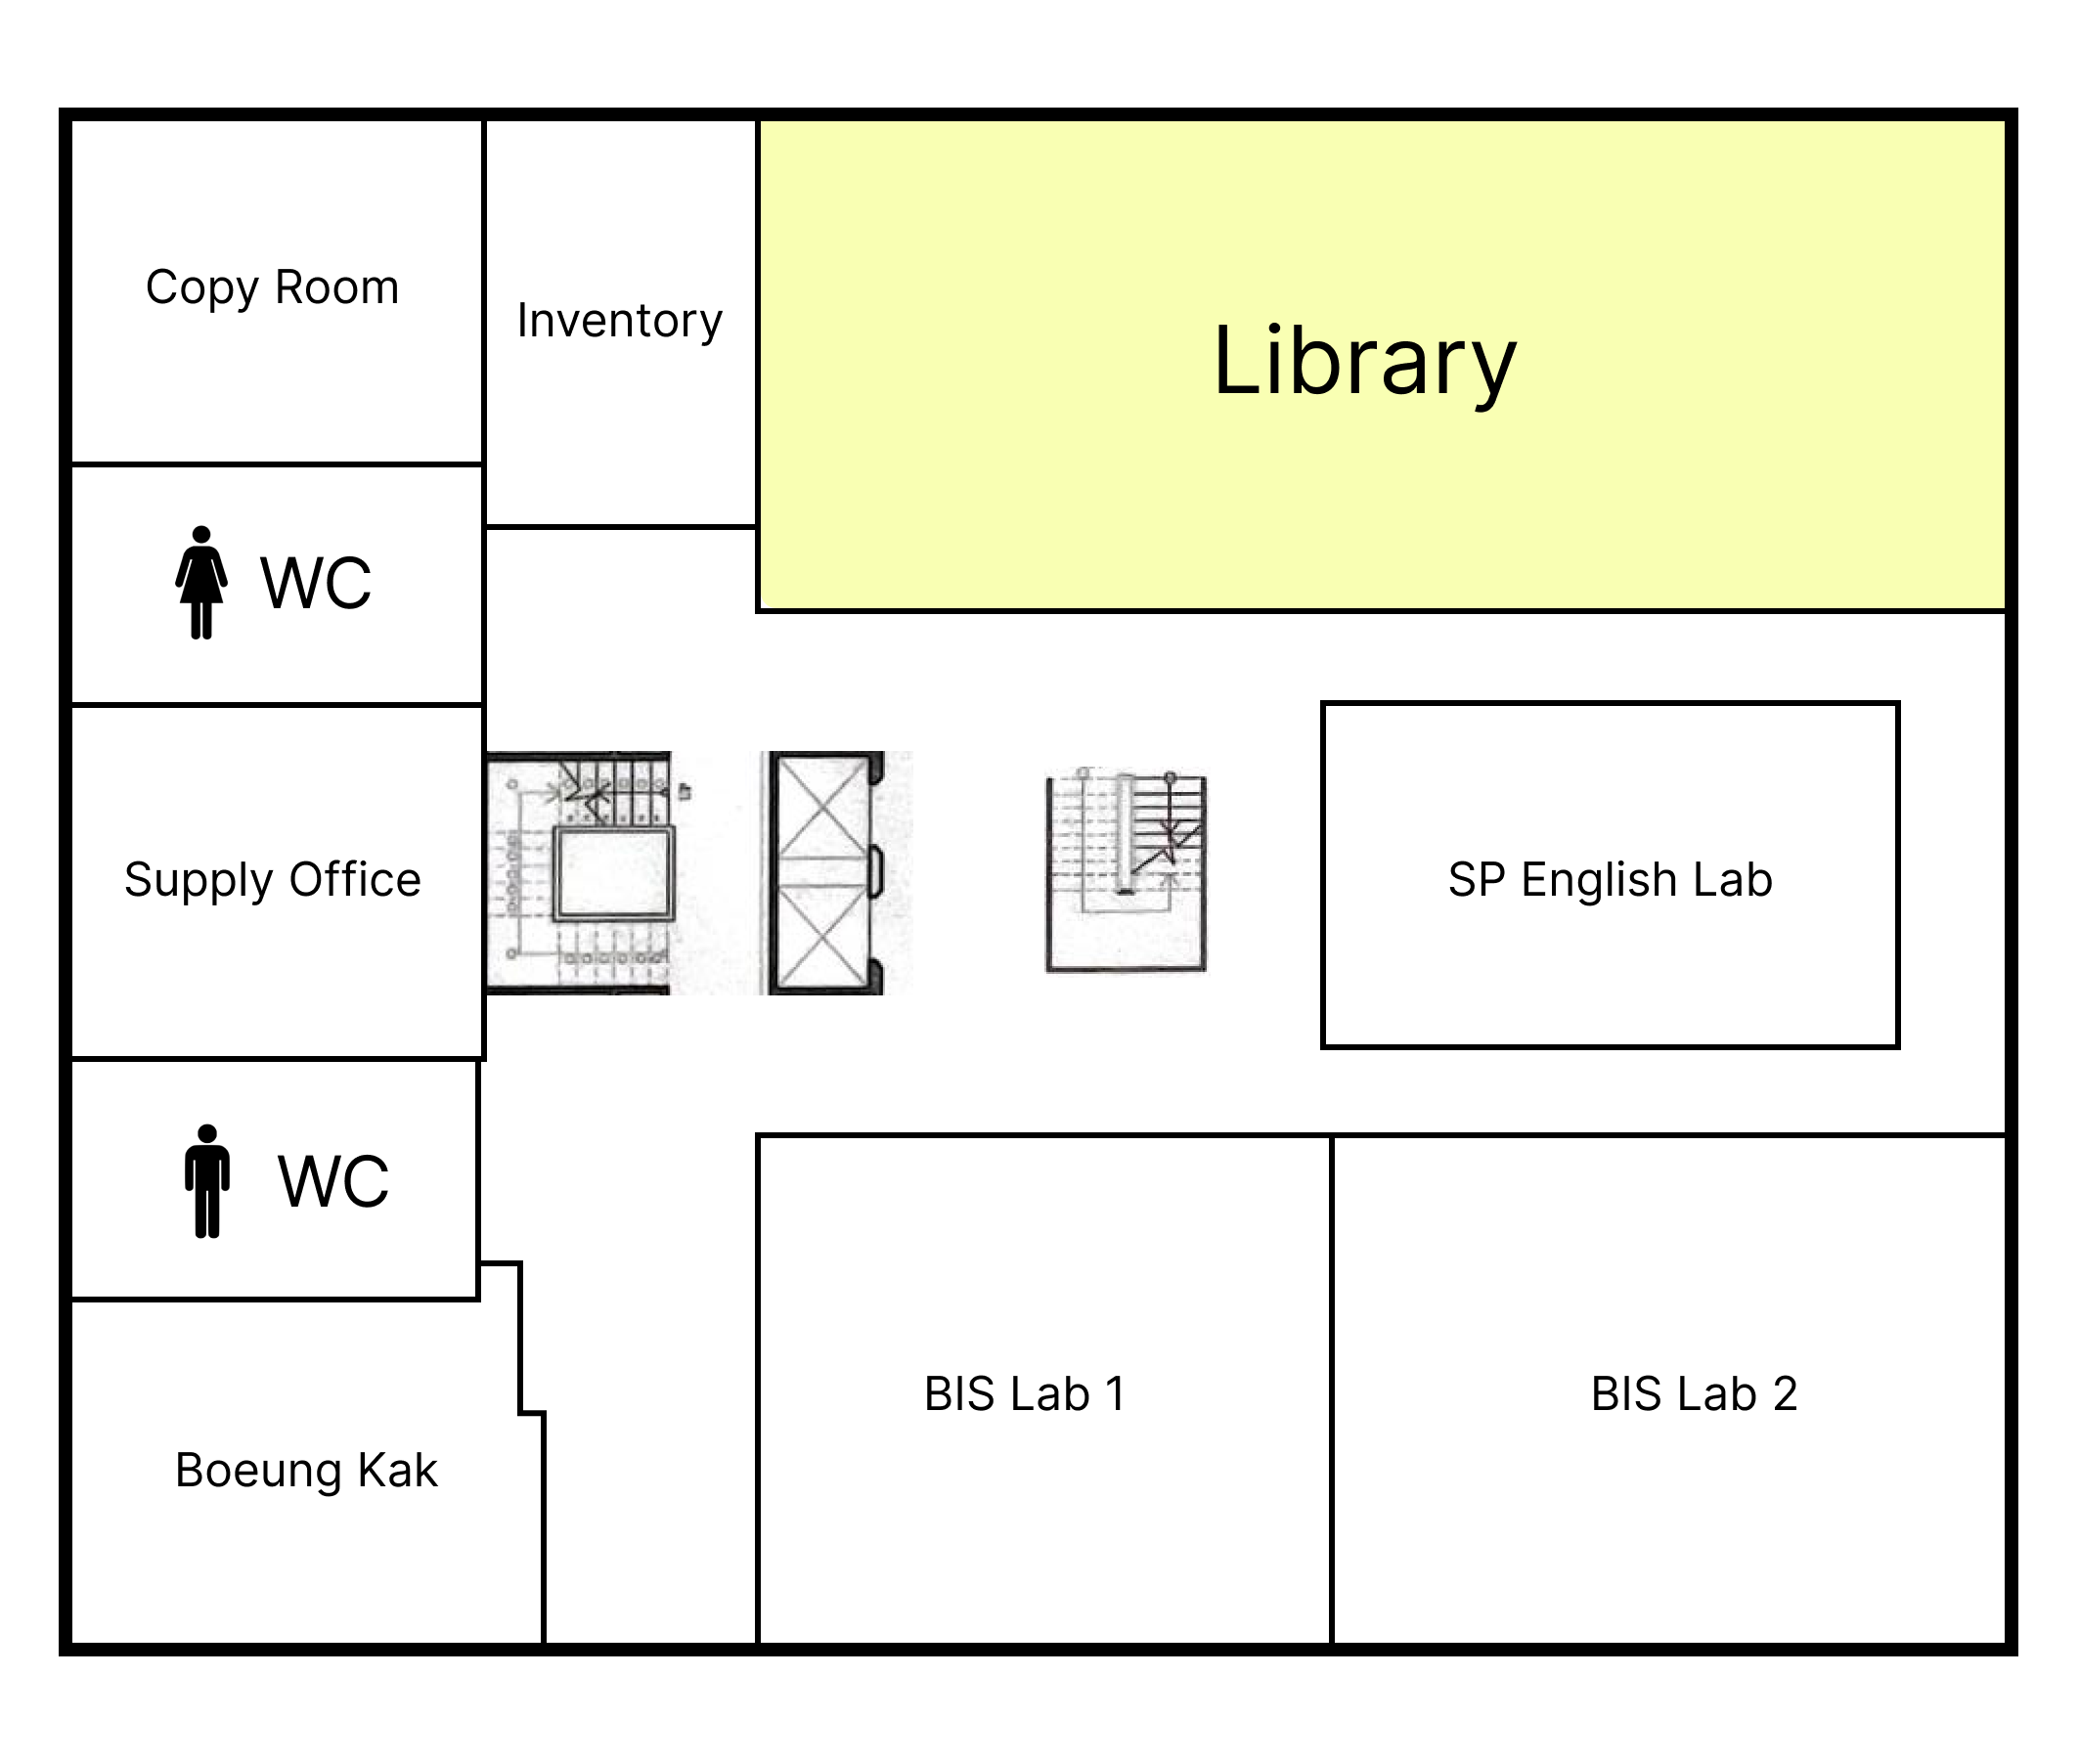 Copy Room
Inventory
Library
WC
Supply Office
SP English Lab
WC
BIS Lab 1
BIS Lab 2
Boeung Kak